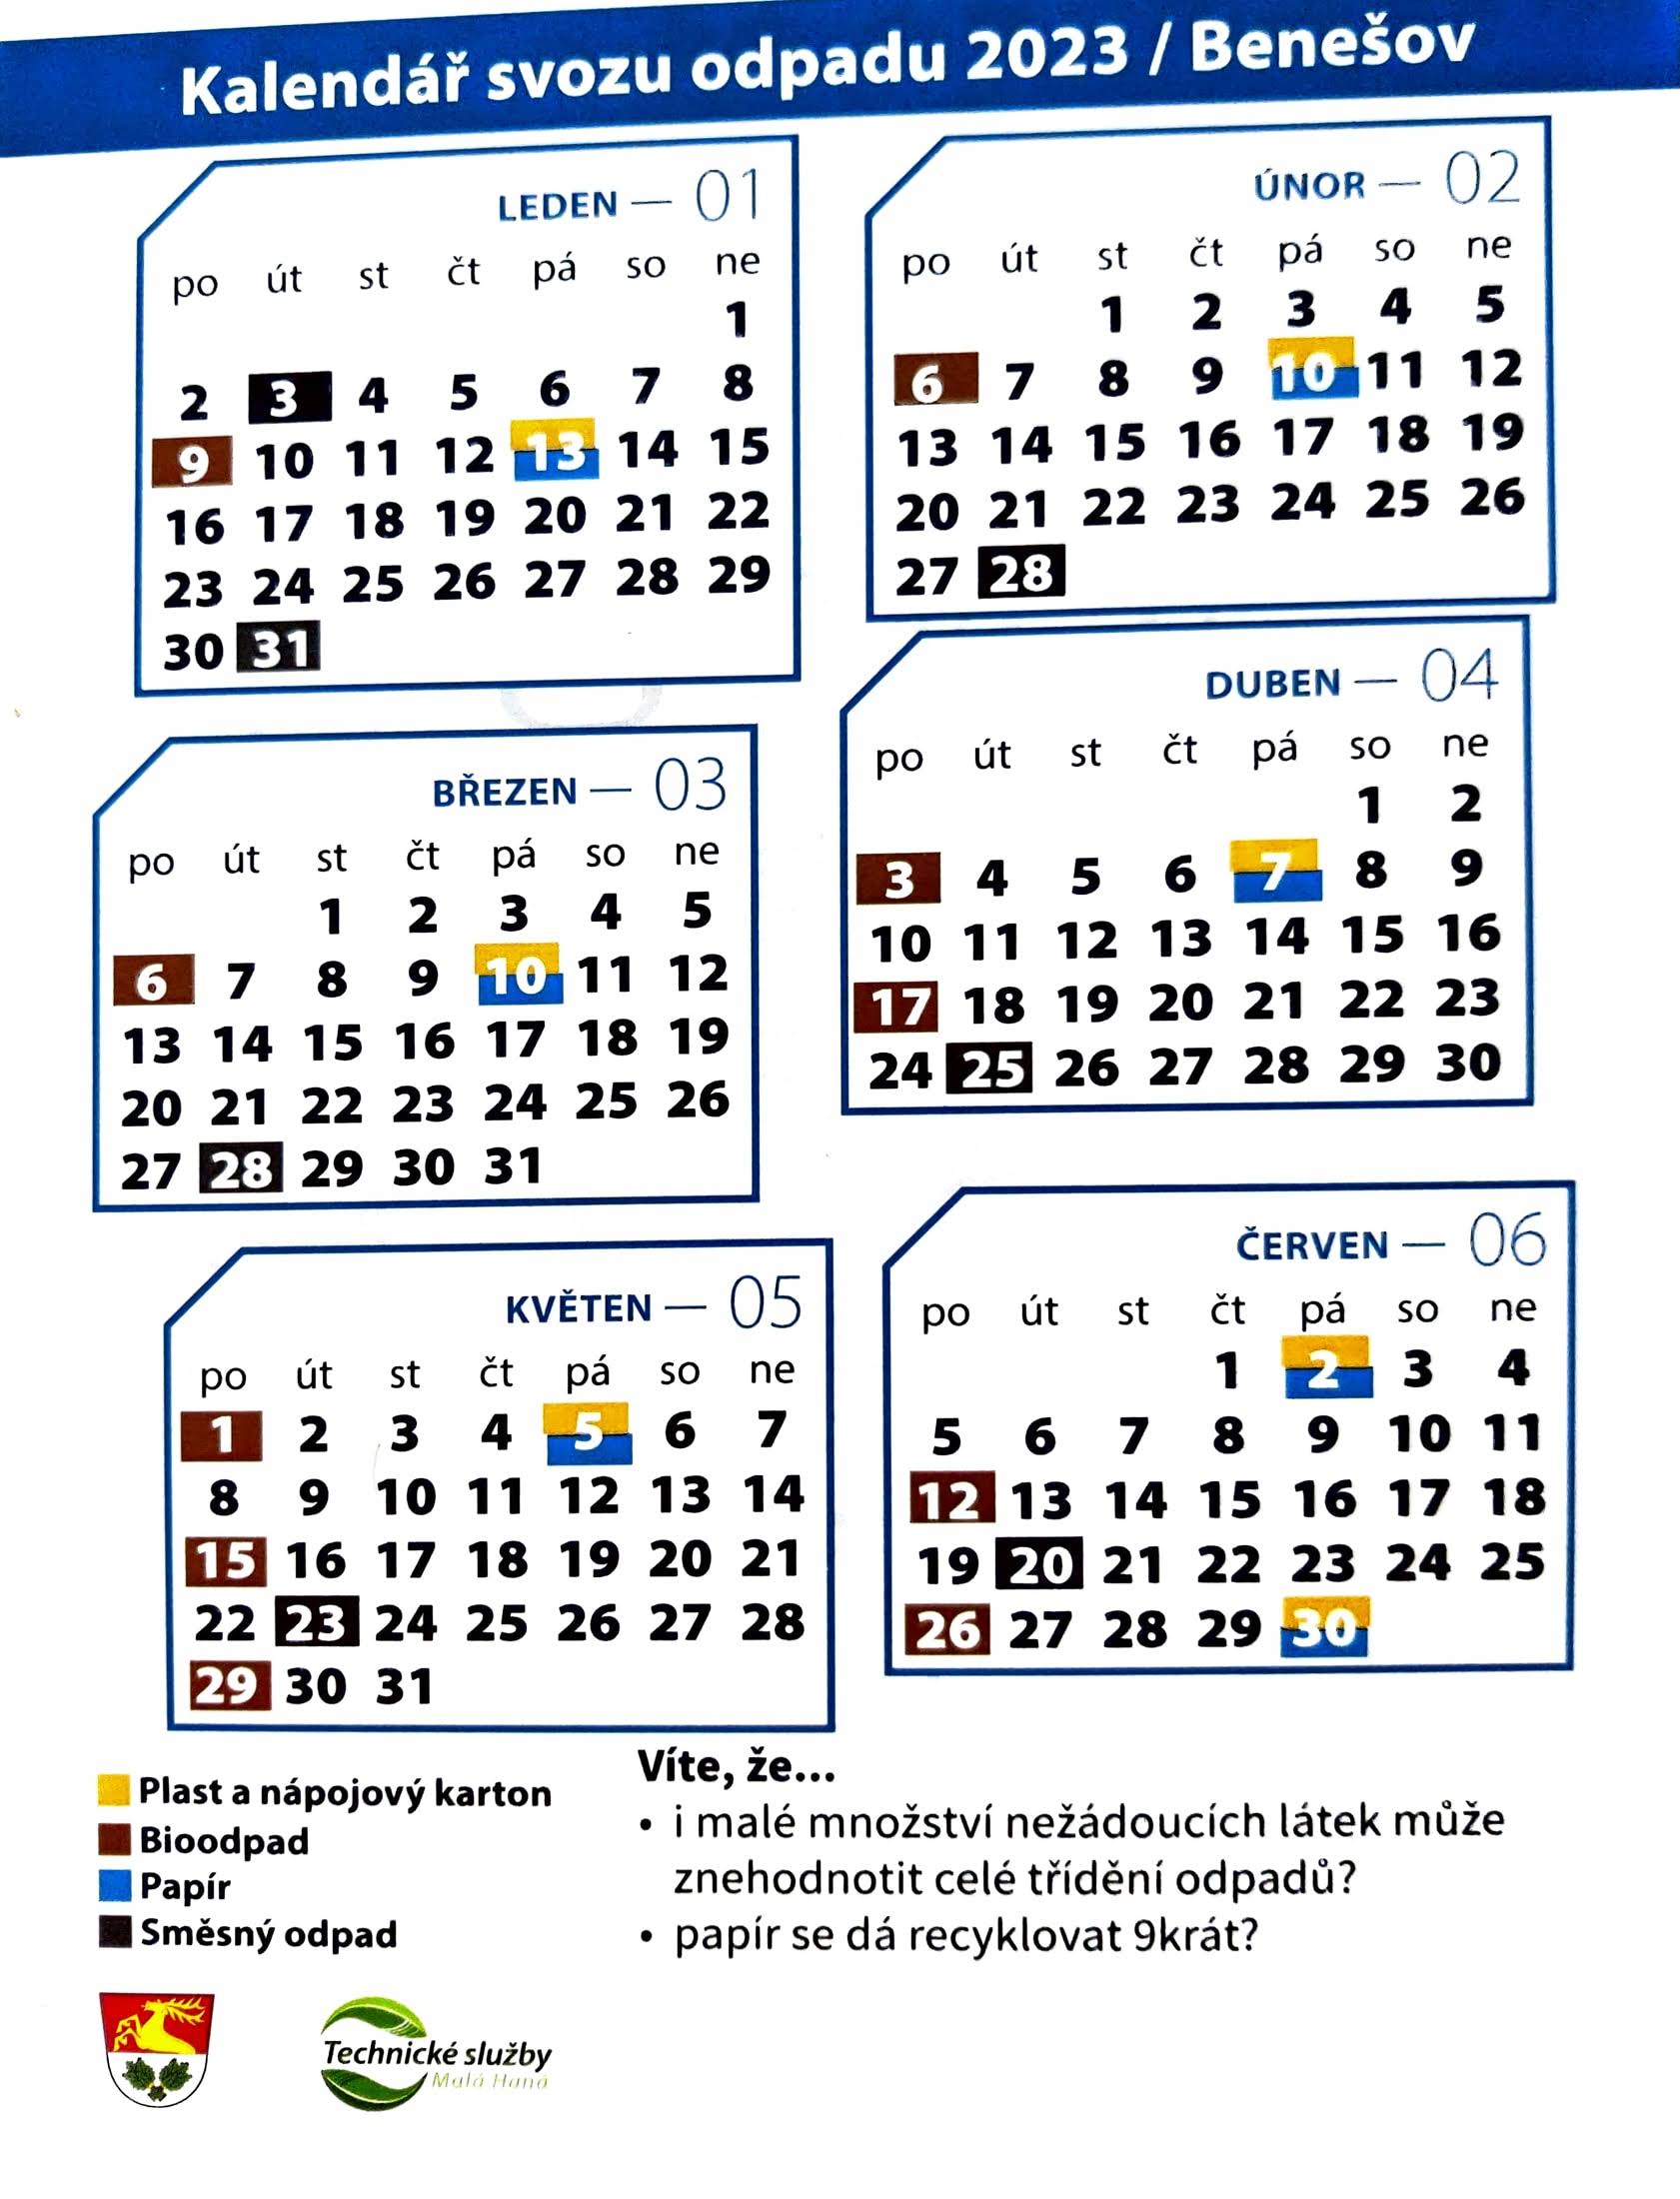 Kalendář svozu odpadu 2023 / Benešov
LEDEN — 01
po út st čt pá so ne
1
2 3 4 5 6 7 8
9 10 11 12 13 14 15
16 17 18 19 20 21 22
23 24 25 26 27 28 29
30 31
ÚNOR — 02
po út st čt pá so ne
1 2 3 4 5
6 7 8 9 10 11 12
13 14 15 16 17 18 19
20 21 22 23 24 25 26
27 28
BŘEZEN — 03
po út st čt pá so ne
1 2 3 4 5
6 7 8 9 10 11 12
13 14 15 16 17 18 19
20 21 22 23 24 25 26
27 28 29 30 31
DUBEN — 04
po út st čt pá so ne
1 2
3 4 5 6 7 8 9
10 11 12 13 14 15 16
17 18 19 20 21 22 23
24 25 26 27 28 29 30
KVĚTEN — 05
po út st čt pá so ne
1 2 3 4 5 6 7
8 9 10 11 12 13 14
15 16 17 18 19 20 21
22 23 24 25 26 27 28
29 30 31
ČERVEN — 06
po út st čt pá so ne
1 2 3 4
5 6 7 8 9 10 11
12 13 14 15 16 17 18
19 20 21 22 23 24 25
26 27 28 29 30
Plast a nápojový karton
Bioodpad
Papír
Směsný odpad
Víte, že...
• i malé množství nežádoucích látek může
znehodnotit celé třídění odpadů?
• papír se dá recyklovat 9krát?
Technické služby
Malá Haná